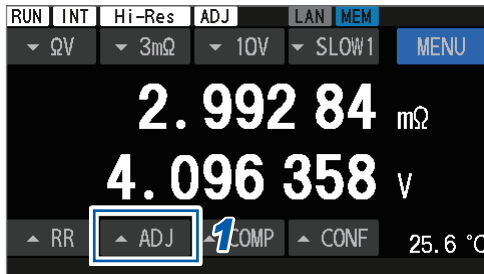 RUN INT Hi-Res ADJ LAN MEM
▼ ΩV ▼ 3mΩ ▼ 10V ▼ SLOW1 MENU
2.992 84 mΩ
4.096 358 V
▲ RR ▲ ADJ 1 COMP ▲ CONF 25.6 °C